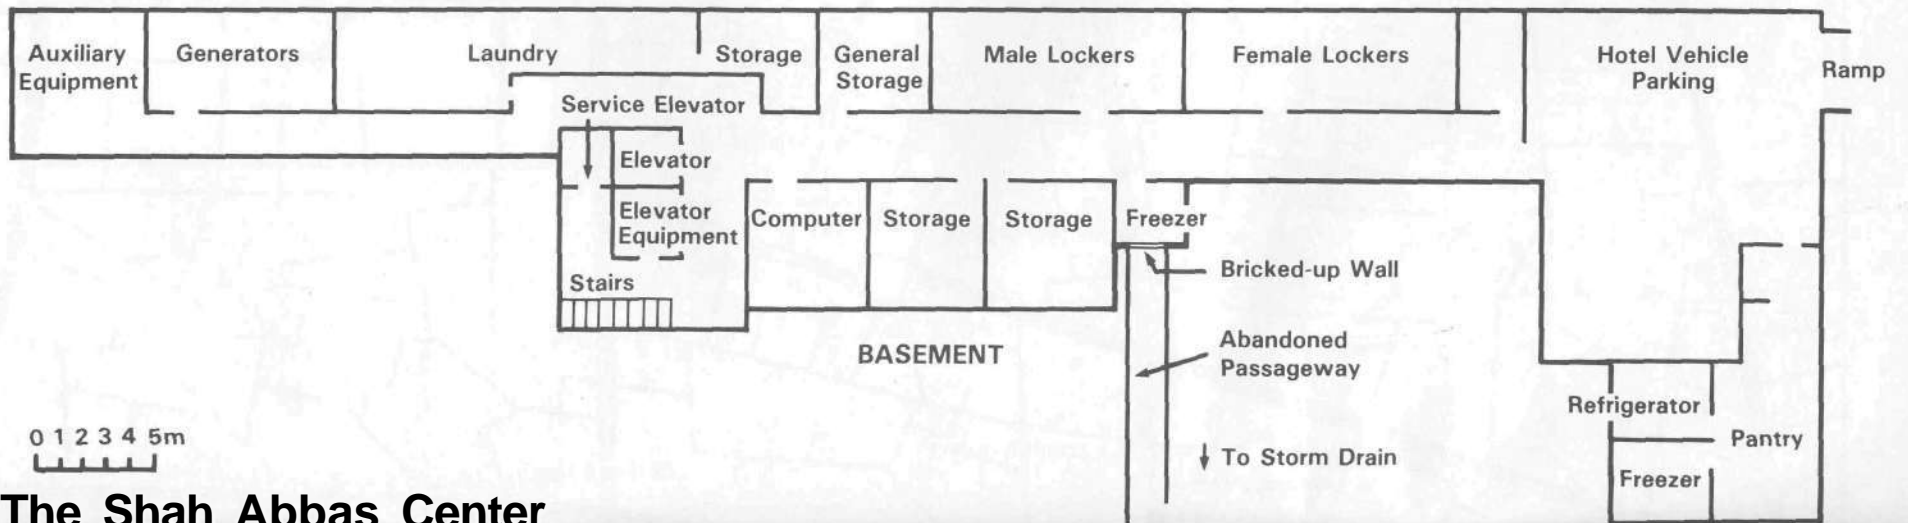 Auxiliary
Equipment
Generators
Laundry
Storage
General
Storage
Male Lockers
Female Lockers
Hotel Vehicle
Parking
Ramp
Service Elevator
Elevator
Elevator
Equipment
Stairs
Computer
Storage
Storage
Freezer
Bricked-up Wall
BASEMENT
Abandoned
Passageway
Refrigerator
Pantry
To Storm Drain
Freezer
0 1 2 3 4 5m
The Shah Abbas Center